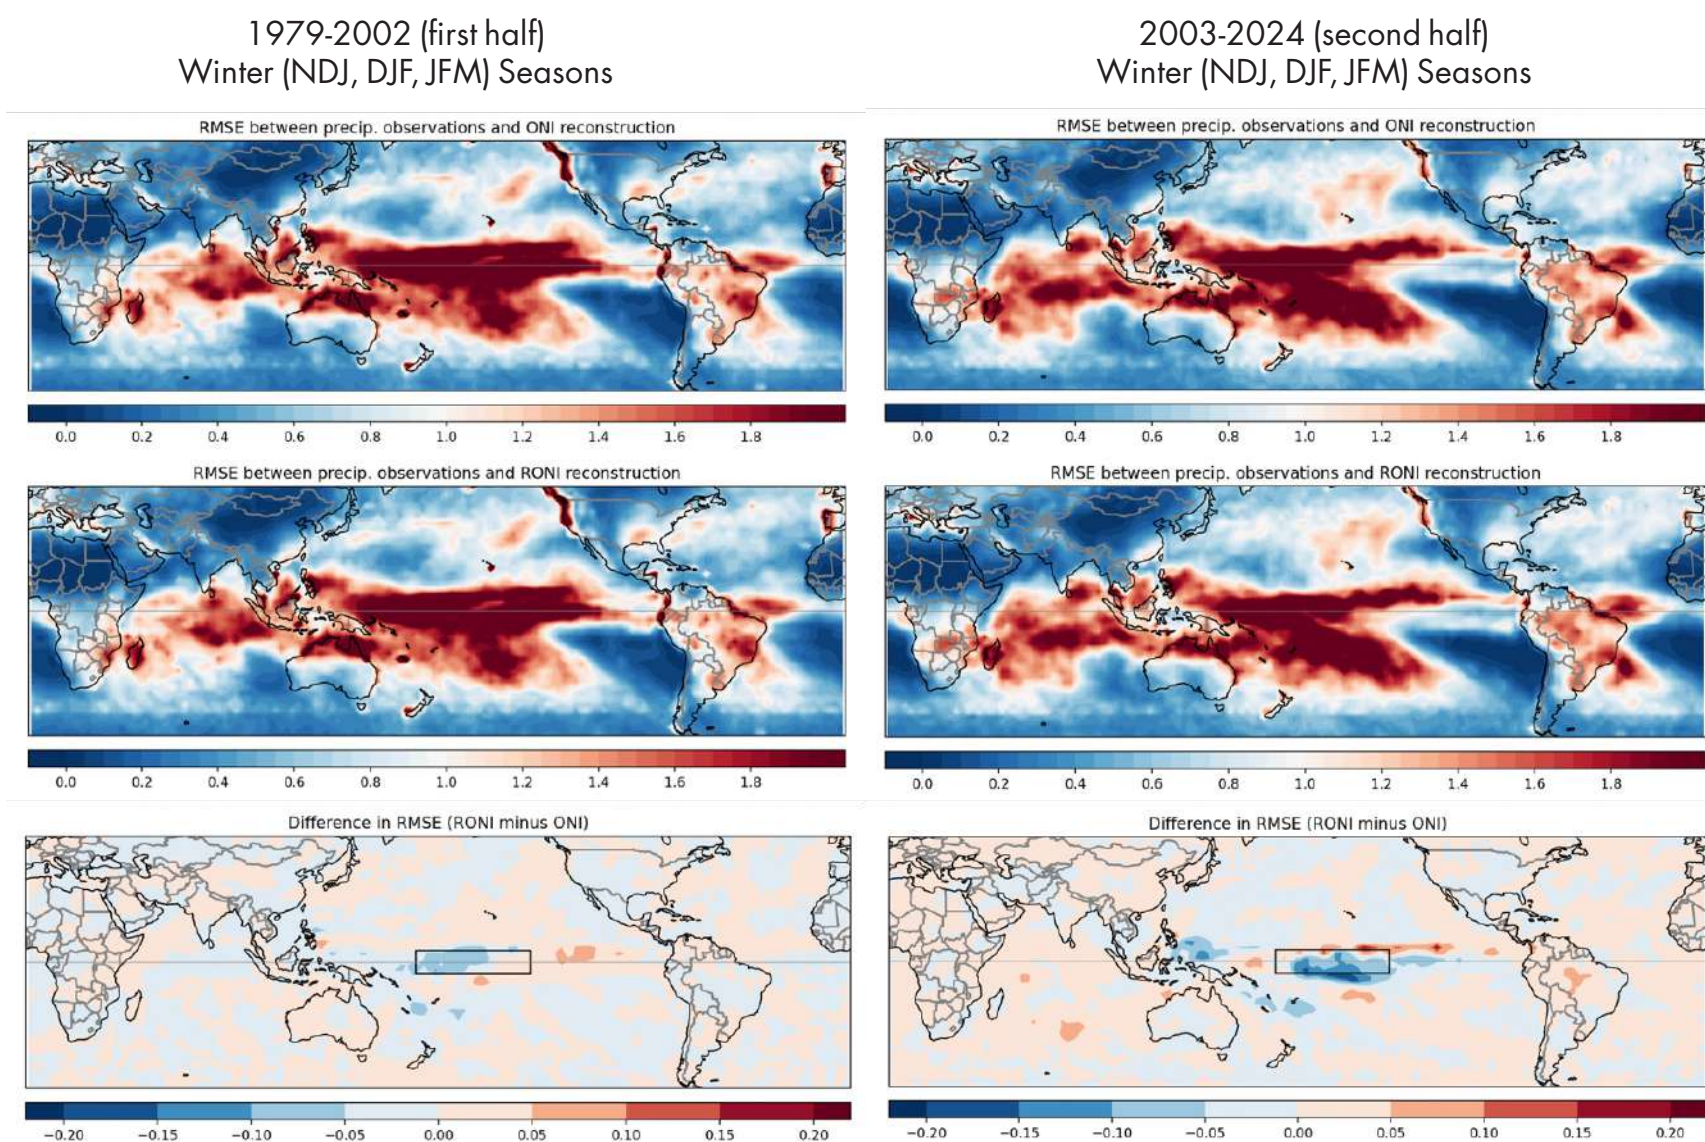 1979-2002 (first half)
Winter (NDJ, DJF, JFM) Seasons
RMSE between precip. observations and ONI reconstruction
0.0 0.2 0.4 0.6 0.8 1.0 1.2 1.4 1.6 1.8
RMSE between precip. observations and RONI reconstruction
0.0 0.2 0.4 0.6 0.8 1.0 1.2 1.4 1.6 1.8
Difference in RMSE (RONI minus ONI)
−0.20 −0.15 −0.10 −0.05 0.00 0.05 0.10 0.15 0.20
2003-2024 (second half)
Winter (NDJ, DJF, JFM) Seasons
RMSE between precip. observations and ONI reconstruction
0.0 0.2 0.4 0.6 0.8 1.0 1.2 1.4 1.6 1.8
RMSE between precip. observations and RONI reconstruction
0.0 0.2 0.4 0.6 0.8 1.0 1.2 1.4 1.6 1.8
Difference in RMSE (RONI minus ONI)
−0.20 −0.15 −0.10 −0.05 0.00 0.05 0.10 0.15 0.20